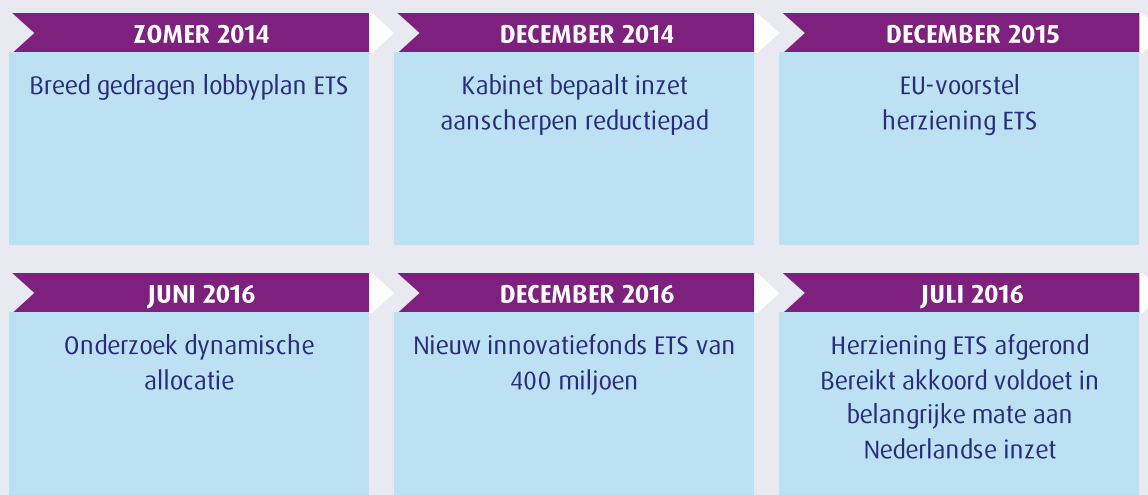 ZOMER 2014
Breed gedragen lobbyplan ETS
DECEMBER 2014
Kabinet bepaalt inzet
aanscherpen reductiepad
DECEMBER 2015
EU-voorstel
herziening ETS
JUNI 2016
Onderzoek dynamische
allocatie
DECEMBER 2016
Nieuw innovatiefonds ETS van
400 miljoen
JULI 2016
Herziening ETS afgerond
Bereikt akkoord voldoet in
belangrijke mate aan
Nederlandse inzet